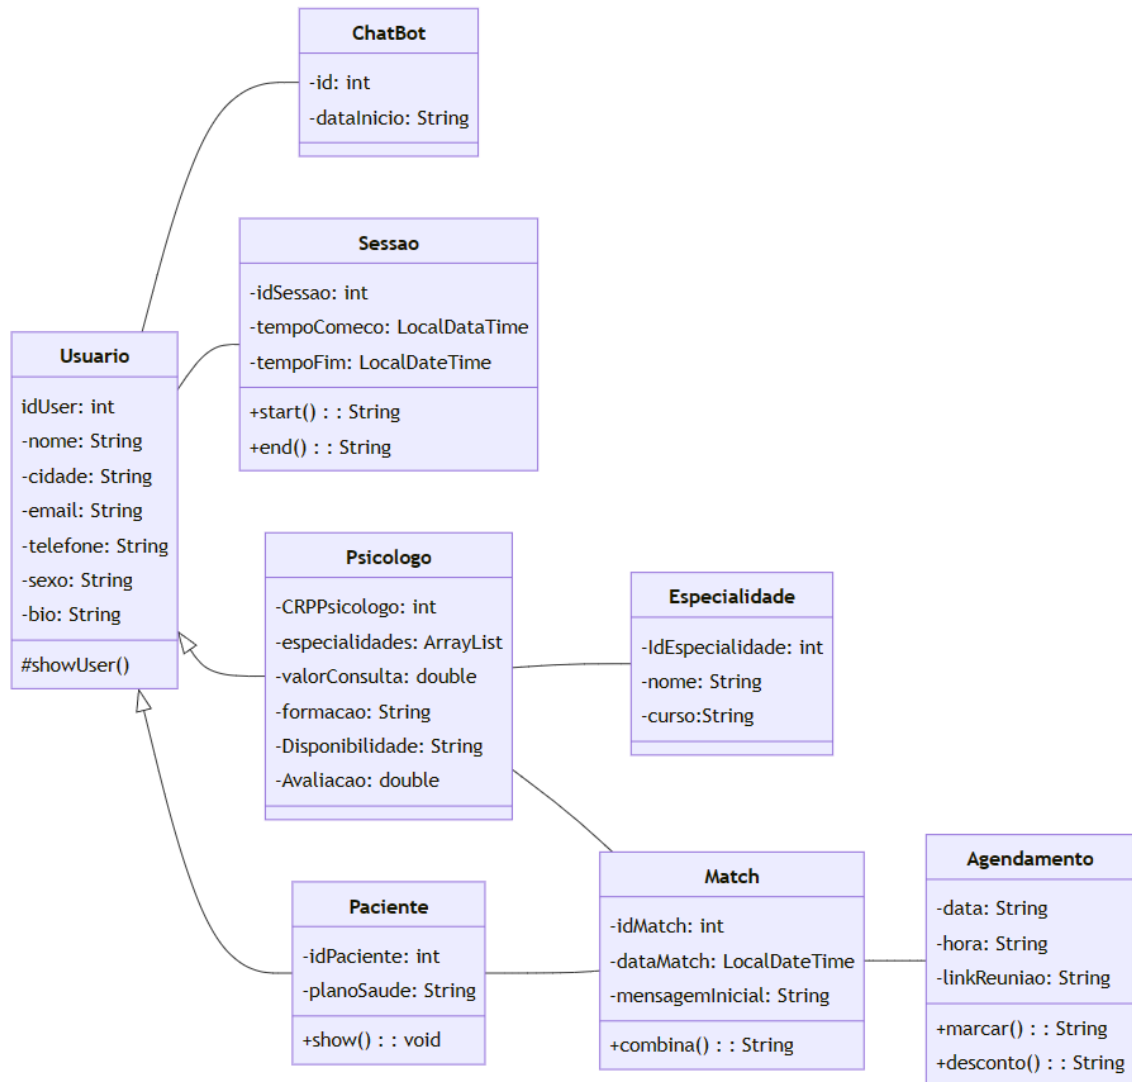 ChatBot
-id: int
-dataInicio: String
Sessao
-idSessao: int
-tempoComeco: LocalDataTime
-tempoFim: LocalDateTime
+start() : : String
+end() : : String
Usuario
idUser: int
-nome: String
-cidade: String
-email: String
-telefone: String
-sexo: String
-bio: String
#showUser()
Psicologo
-CRPPsicologo: int
-especialidades: ArrayList
-valorConsulta: double
-formacao: String
-Disponibilidade: String
-Avaliacao: double
Especialidade
-IdEspecialidade: int
-nome: String
-curso:String
Paciente
-idPaciente: int
-planoSaude: String
+show() : : void
Match
-idMatch: int
-dataMatch: LocalDateTime
-mensagemInicial: String
+combina() : : String
Agendamento
-data: String
-hora: String
-linkReuniao: String
+marcar() : : String
+desconto() : : String